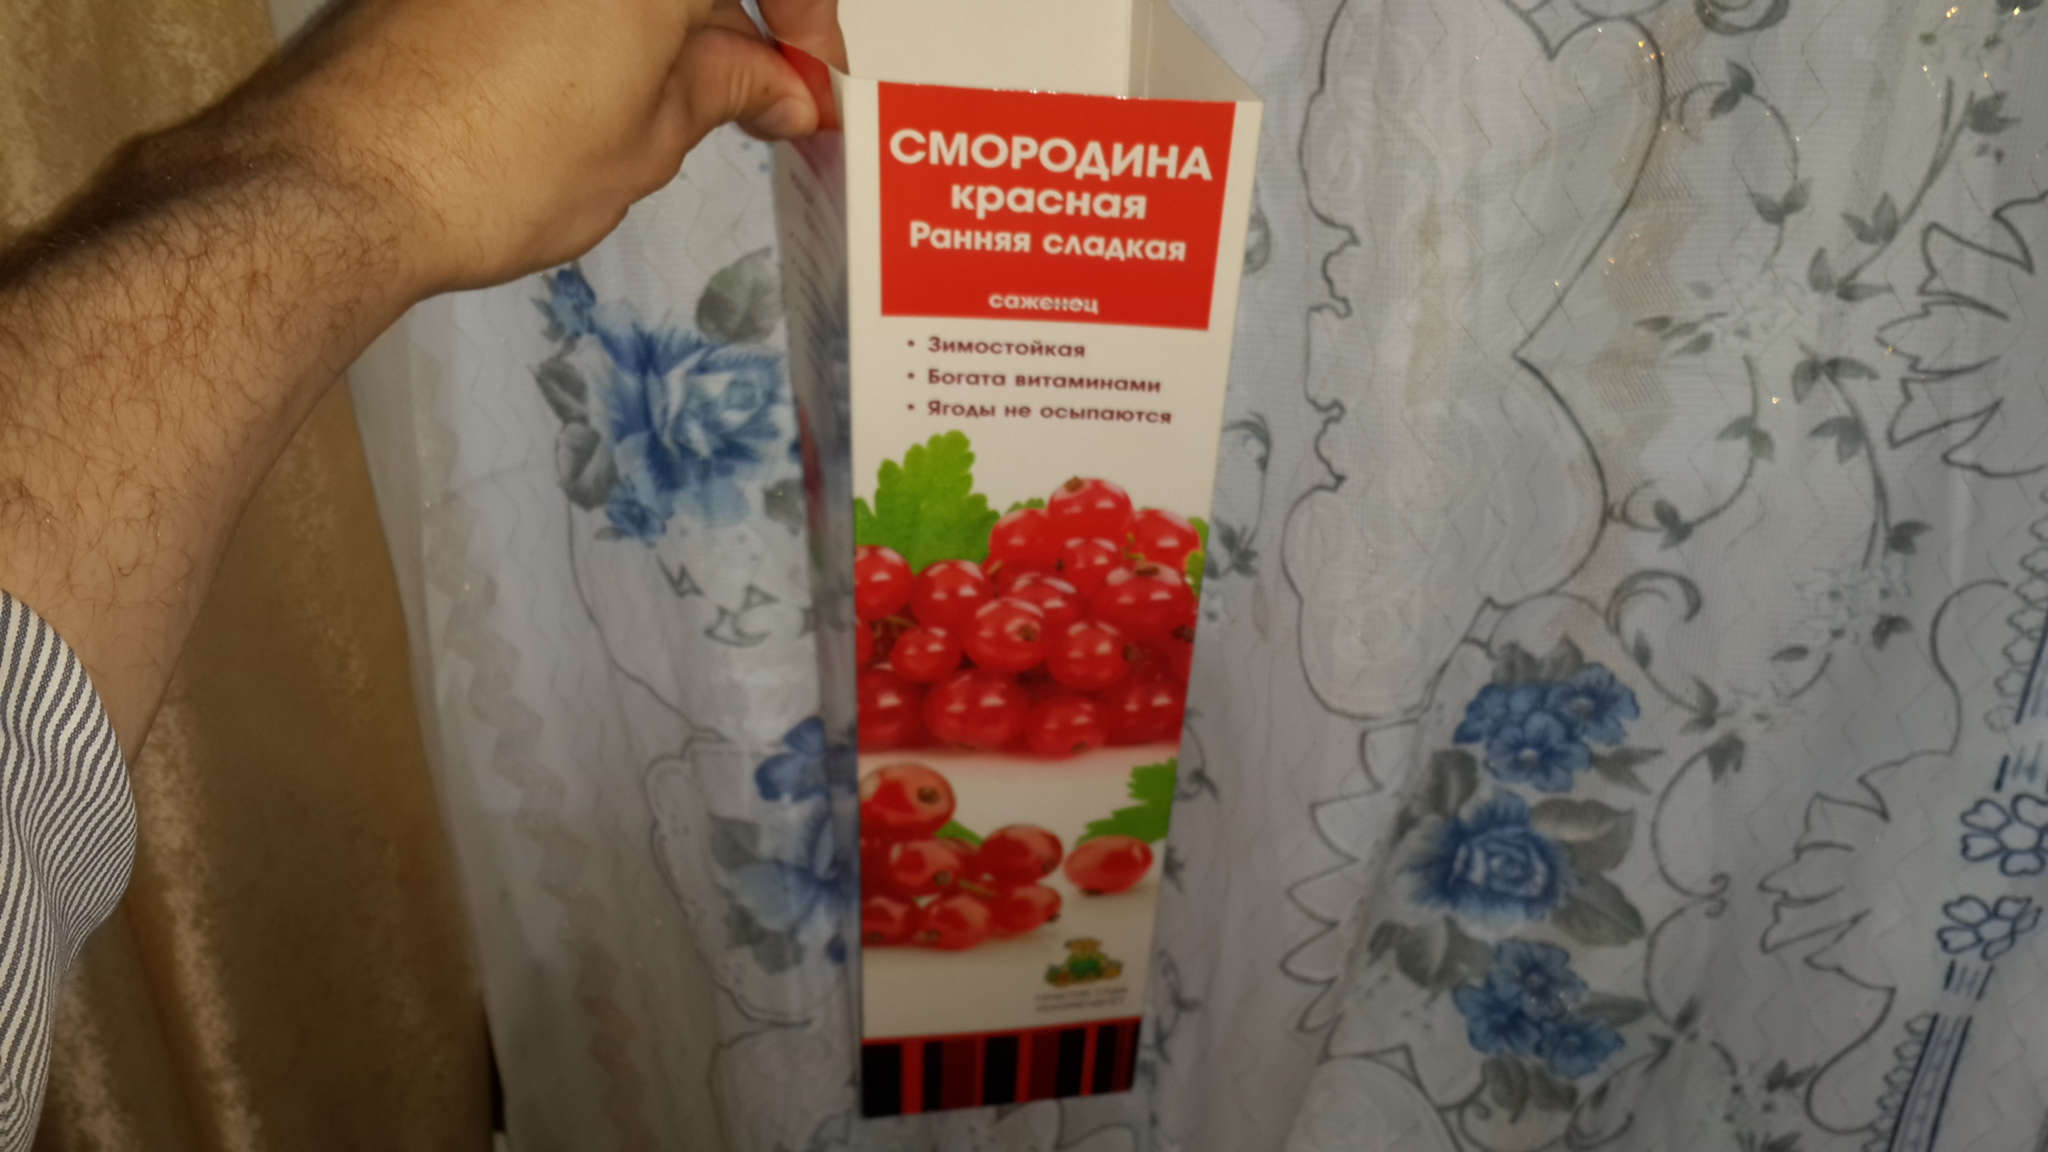 СМОРОДИНА
красная
Ранняя сладкая
саженец
• Зимостойкая
• Богата витаминами
• Ягоды не осыпаются